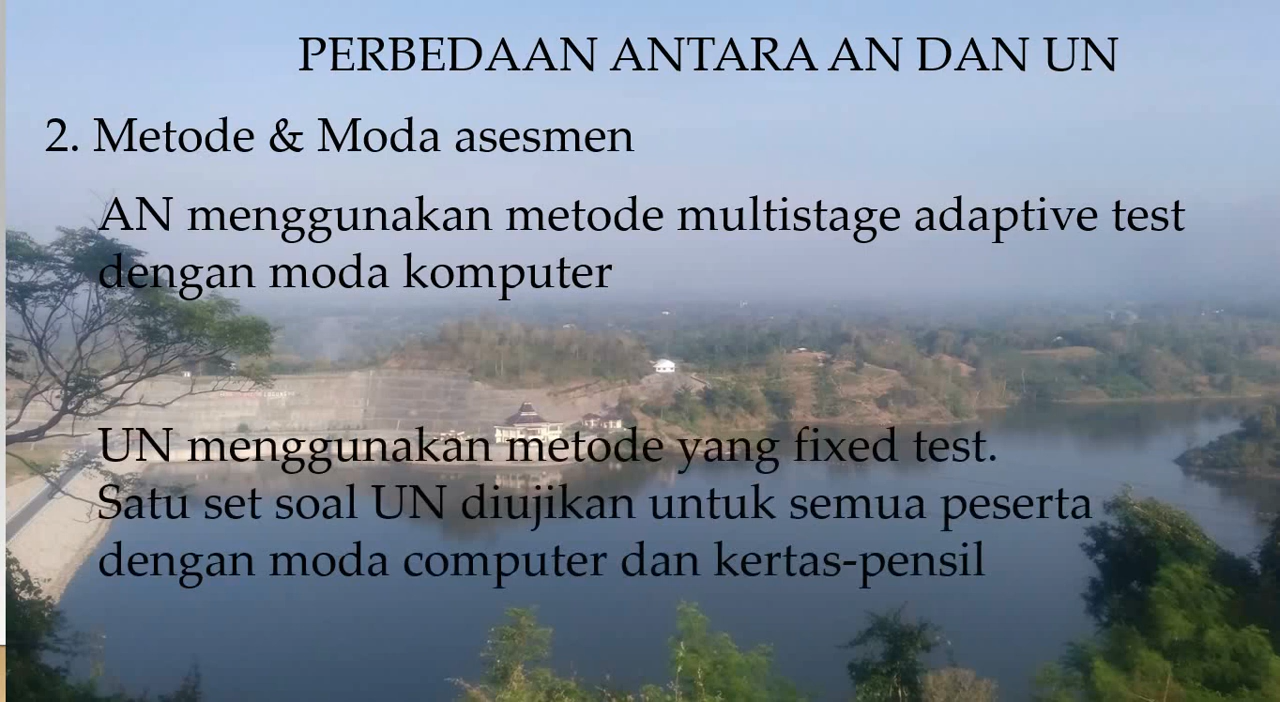 PERBEDAAN ANTARA AN DAN UN
2. Metode & Moda asesmen
AN menggunakan metode multistage adaptive test
dengan moda komputer
UN menggunakan metode yang fixed test.
Satu set soal UN diujikan untuk semua peserta
dengan moda computer dan kertas-pensil